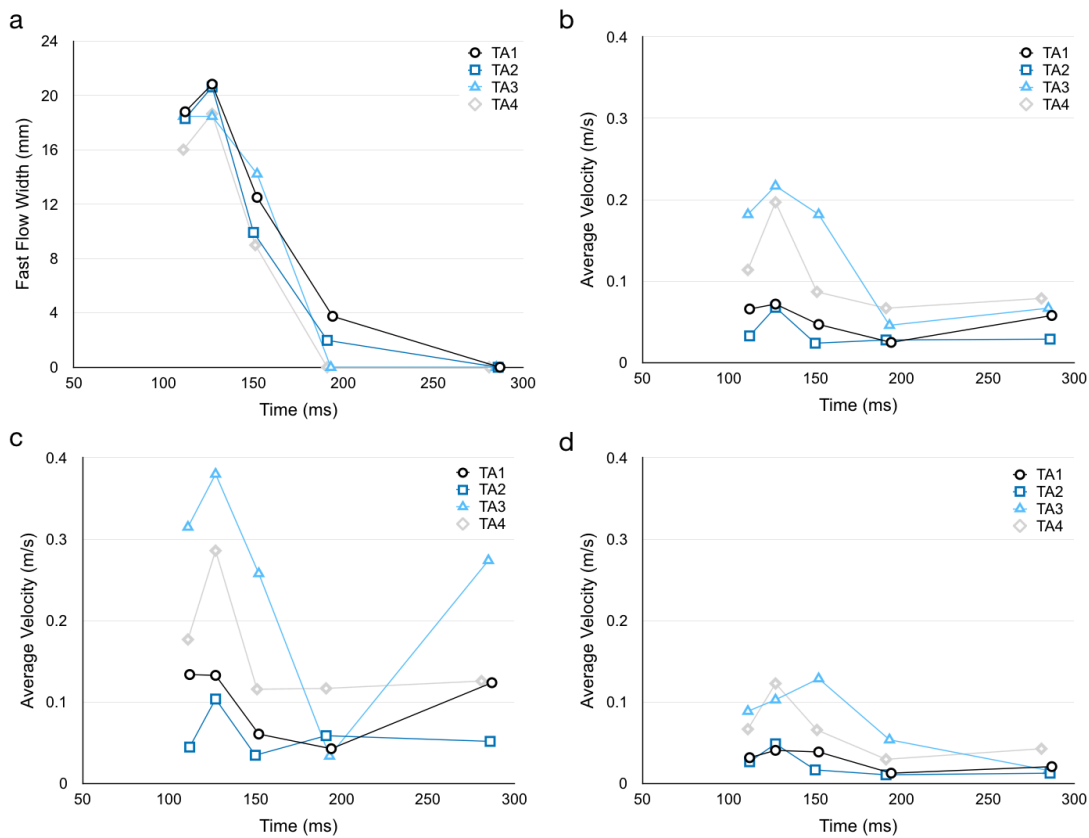 a
24
20
16
12
8
4
0
Fast Flow Width (mm)
50 100 150 200 250 300
Time (ms)
TA1
TA2
TA3
TA4
b
0.4
0.3
0.2
0.1
0
Average Velocity (m/s)
50 100 150 200 250 300
Time (ms)
TA1
TA2
TA3
TA4
c
0.4
0.3
0.2
0.1
0
Average Velocity (m/s)
50 100 150 200 250 300
Time (ms)
TA1
TA2
TA3
TA4
d
0.4
0.3
0.2
0.1
0
Average Velocity (m/s)
50 100 150 200 250 300
Time (ms)
TA1
TA2
TA3
TA4